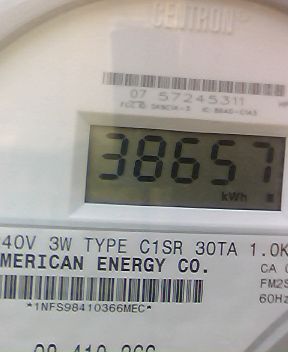 CENTRON
07 57245311
38657
kWh
40V 3W TYPE C1SR 30TA 1.0K
MERICAN ENERGY CO.
CA 0
FM2S
60Hz
*1NFS98410366MEC*